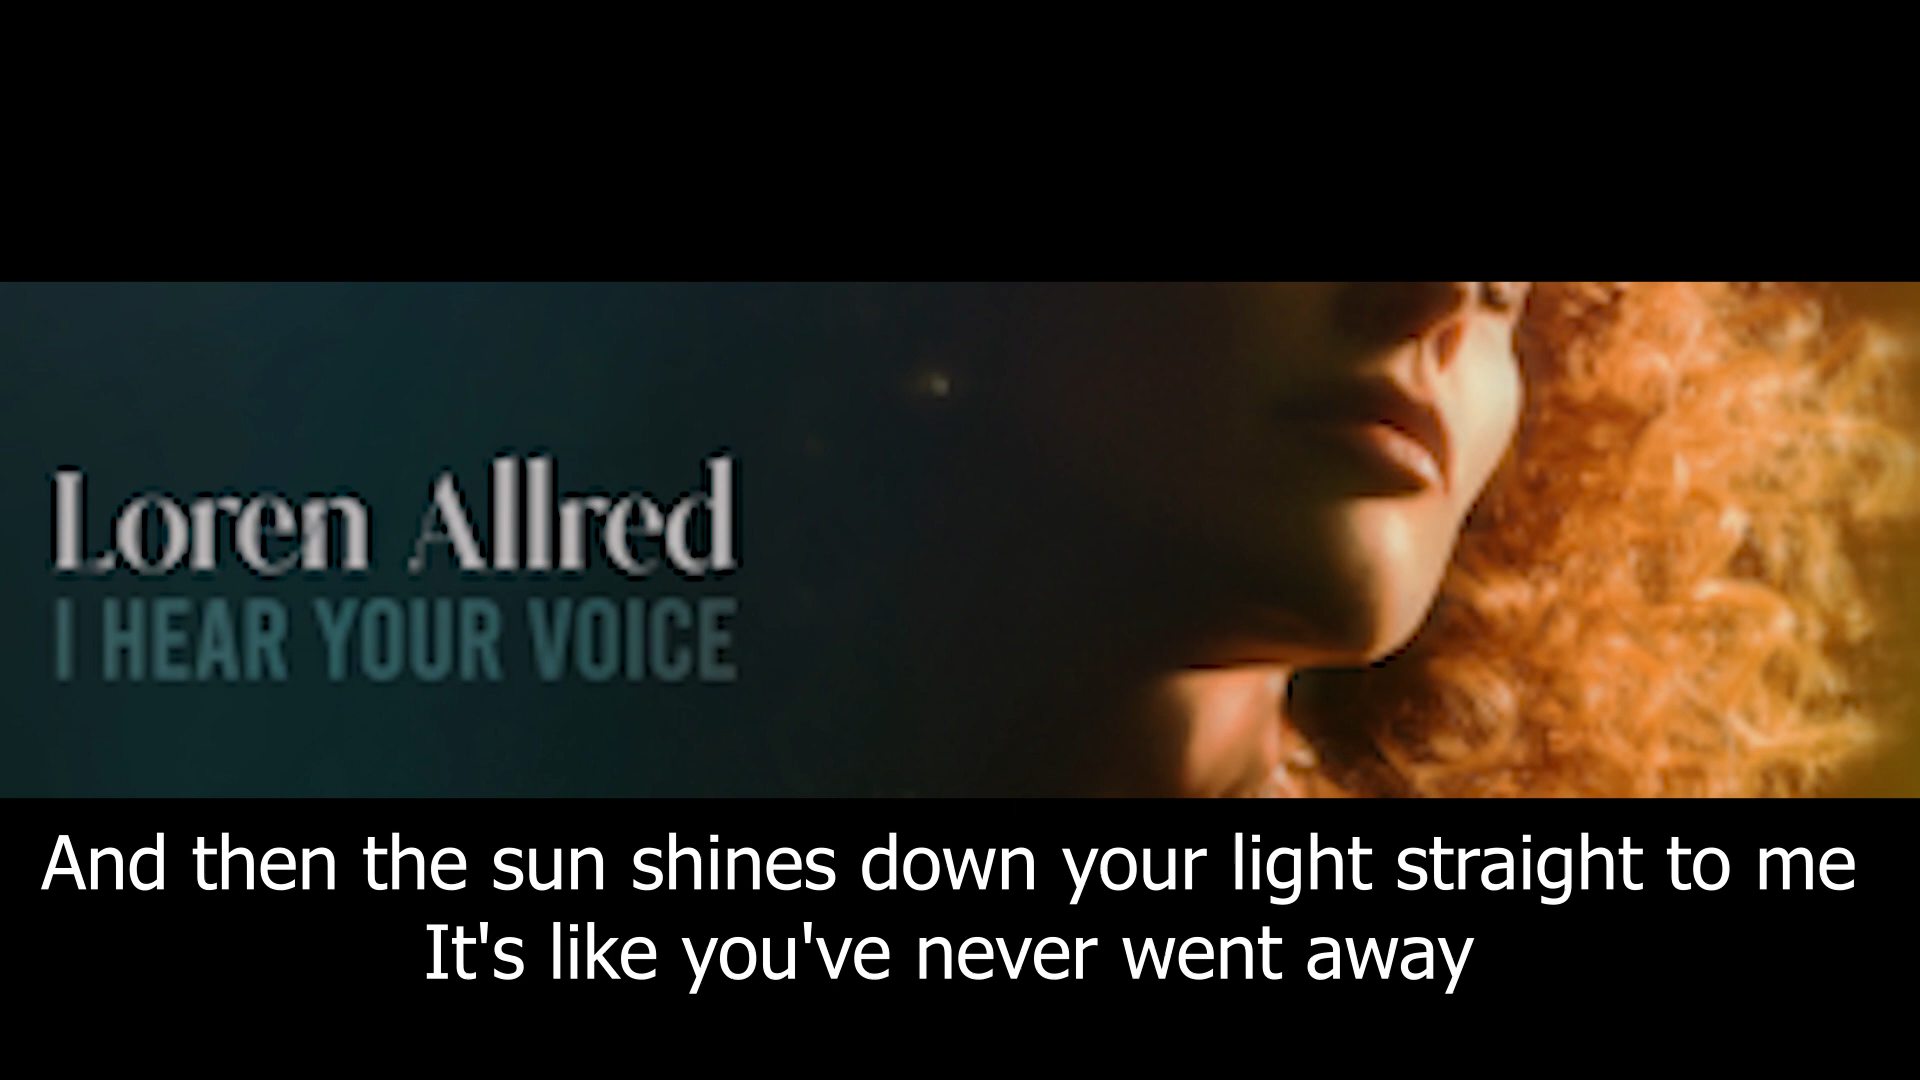 Loren Allred
I HEAR YOUR VOICE
And then the sun shines down your light straight to me
It's like you've never went away